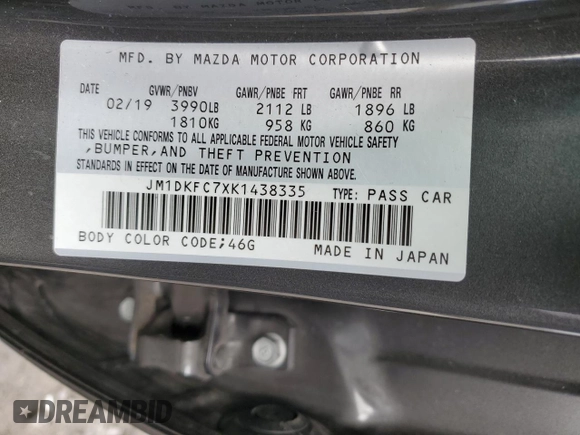 MFD. BY MAZDA MOTOR CORPORATION
DATE GVWR/PNBV GAWR/PNBE FRT GAWR/PNBE RR
02/19 3990LB 2112 LB 1896 LB
1810KG 958 KG 860 KG
THIS VEHICLE CONFORMS TO ALL APPLICABLE FEDERAL MOTOR VEHICLE SAFETY
,BUMPER,AND THEFT PREVENTION
STANDARDS IN EFFECT ON THE DATE OF MANUFACTURE SHOWN ABOVE.
JM1DKFC7XK1438335 TYPE: PASS CAR
BODY COLOR CODE;46G MADE IN JAPAN
DREAMBID